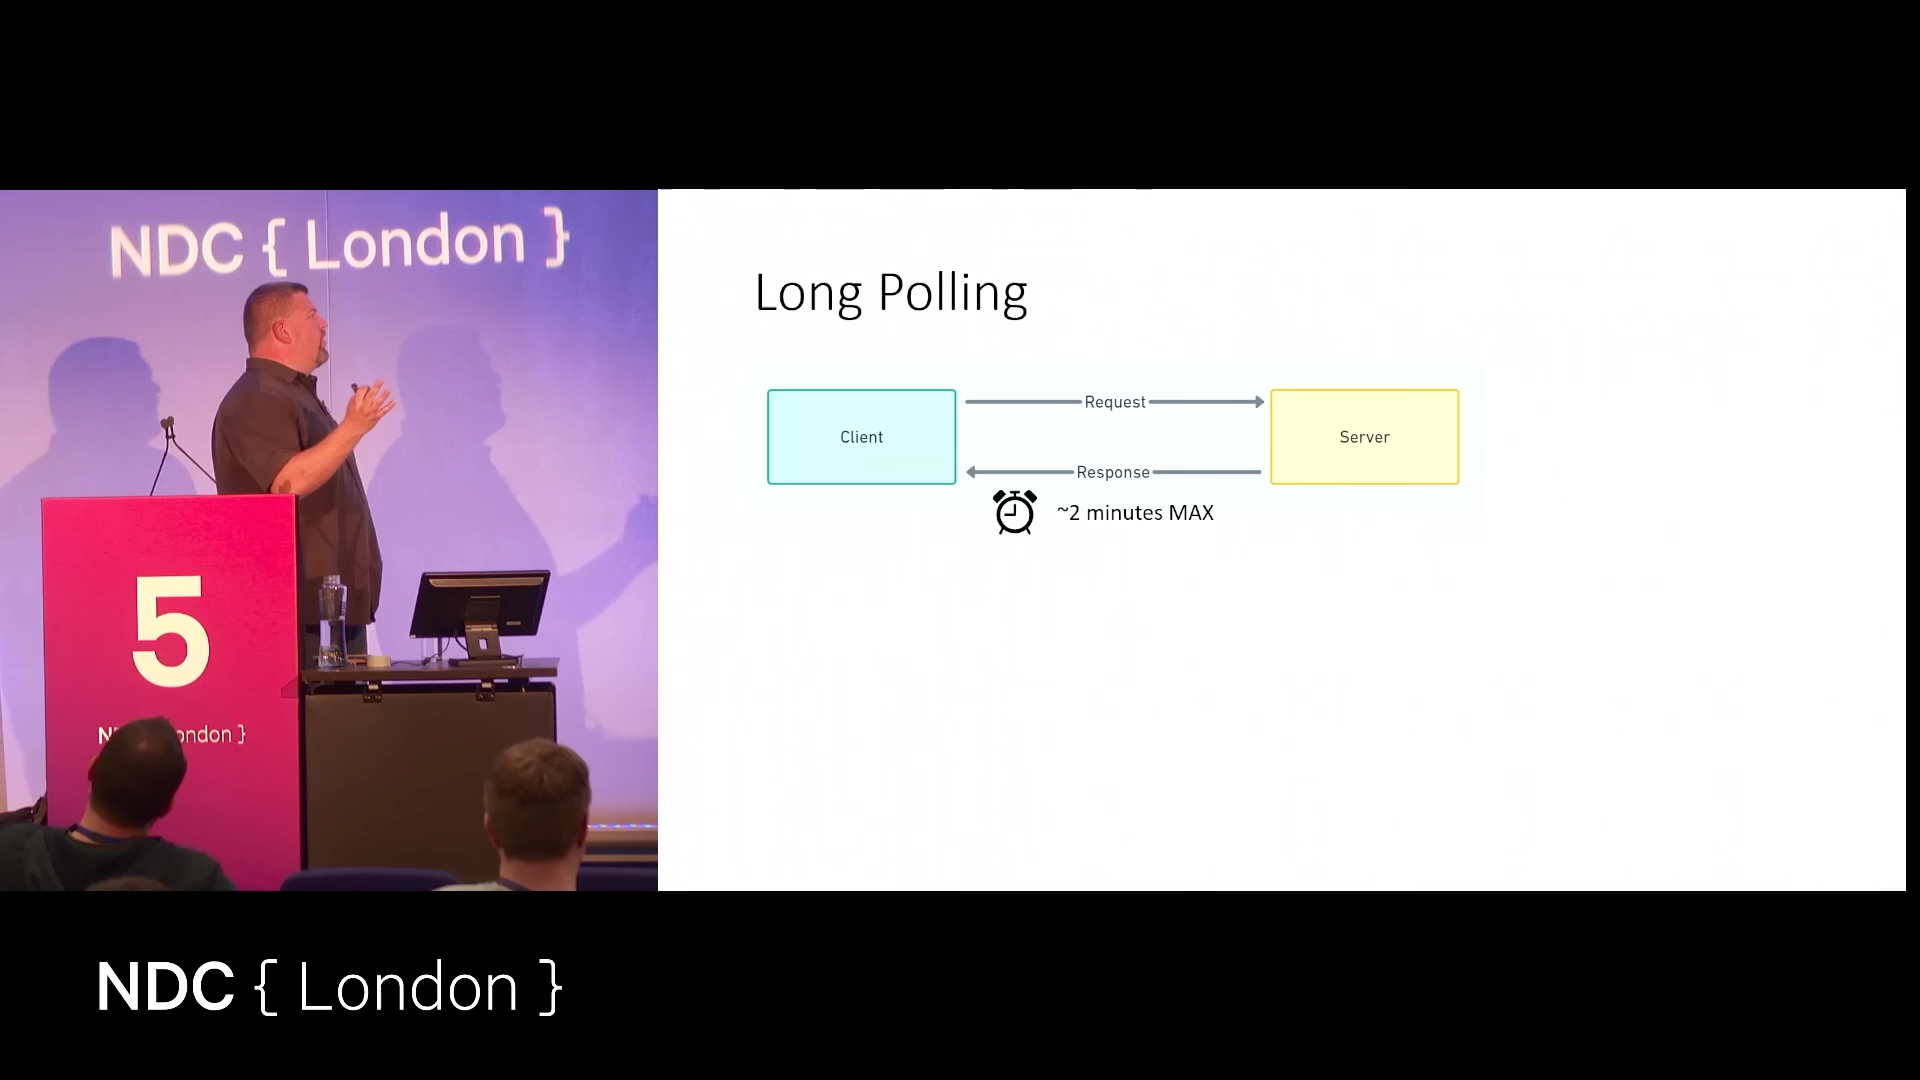 NDC { London }
5
ondon }
Long Polling
Client
Request
Server
Response
~2 minutes MAX
NDC { London }